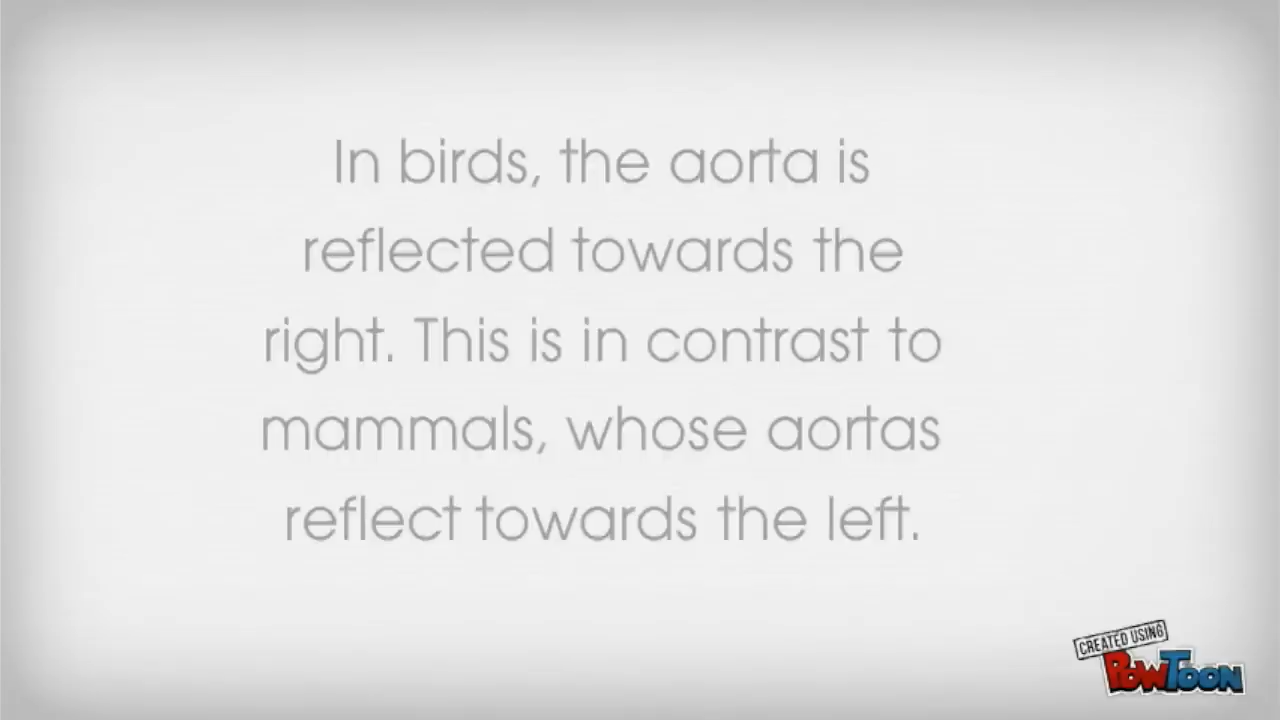 In birds, the aorta is
reflected towards the
right. This is in contrast to
mammals, whose aortas
reflect towards the left.
CREATED USING
POWTOON